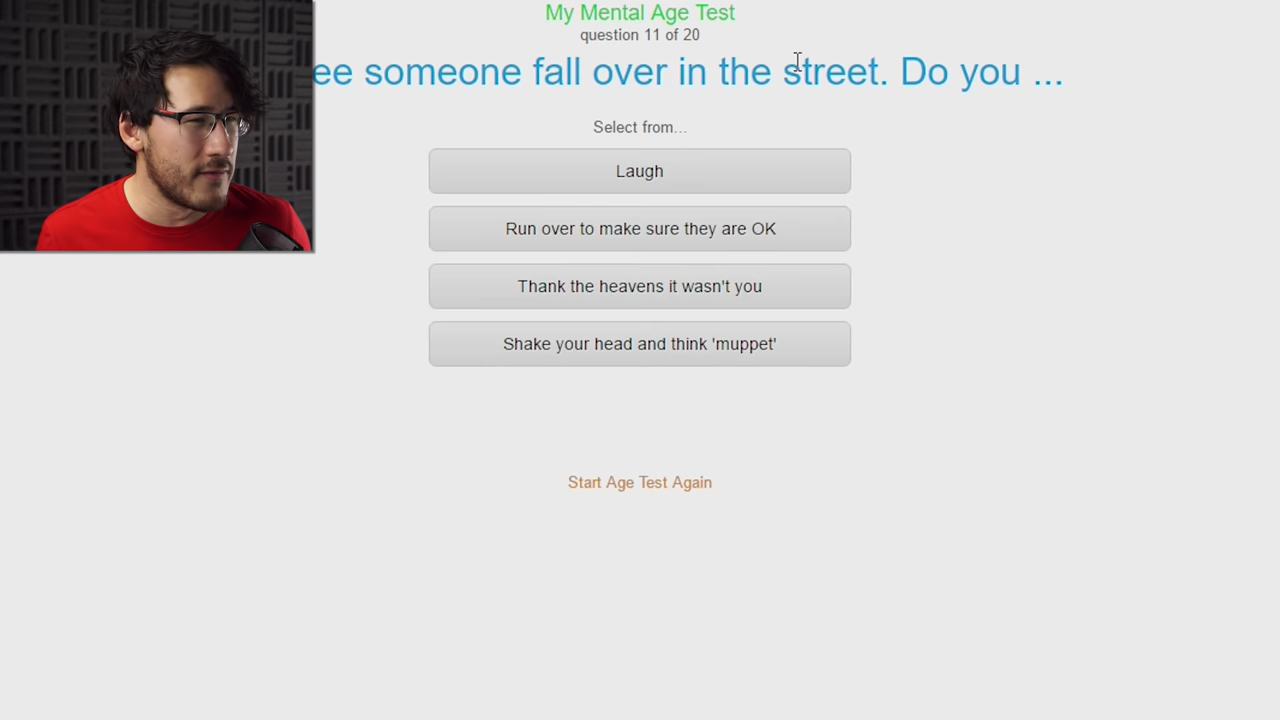 My Mental Age Test
question 11 of 20
ee someone fall over in the street. Do you ...
Select from...
Laugh
Run over to make sure they are OK
Thank the heavens it wasn't you
Shake your head and think 'muppet'
Start Age Test Again